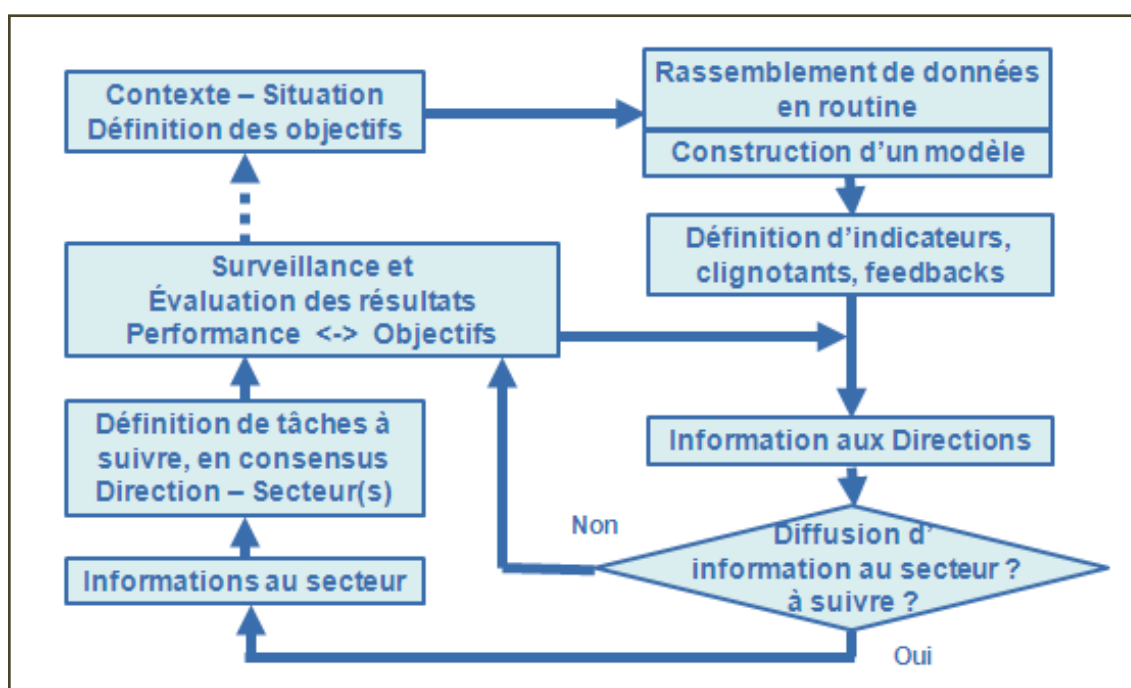 Contexte – Situation
Définition des objectifs
Rassemblement de données
en routine
Construction d'un modèle
Définition d'indicateurs,
clignotants, feedbacks
Surveillance et
Évaluation des résultats
Performance <-> Objectifs
Information aux Directions
Définition de tâches à
suivre, en consensus
Direction – Secteur(s)
Non
Diffusion d'
information au secteur ?
à suivre ?
Informations au secteur
Oui